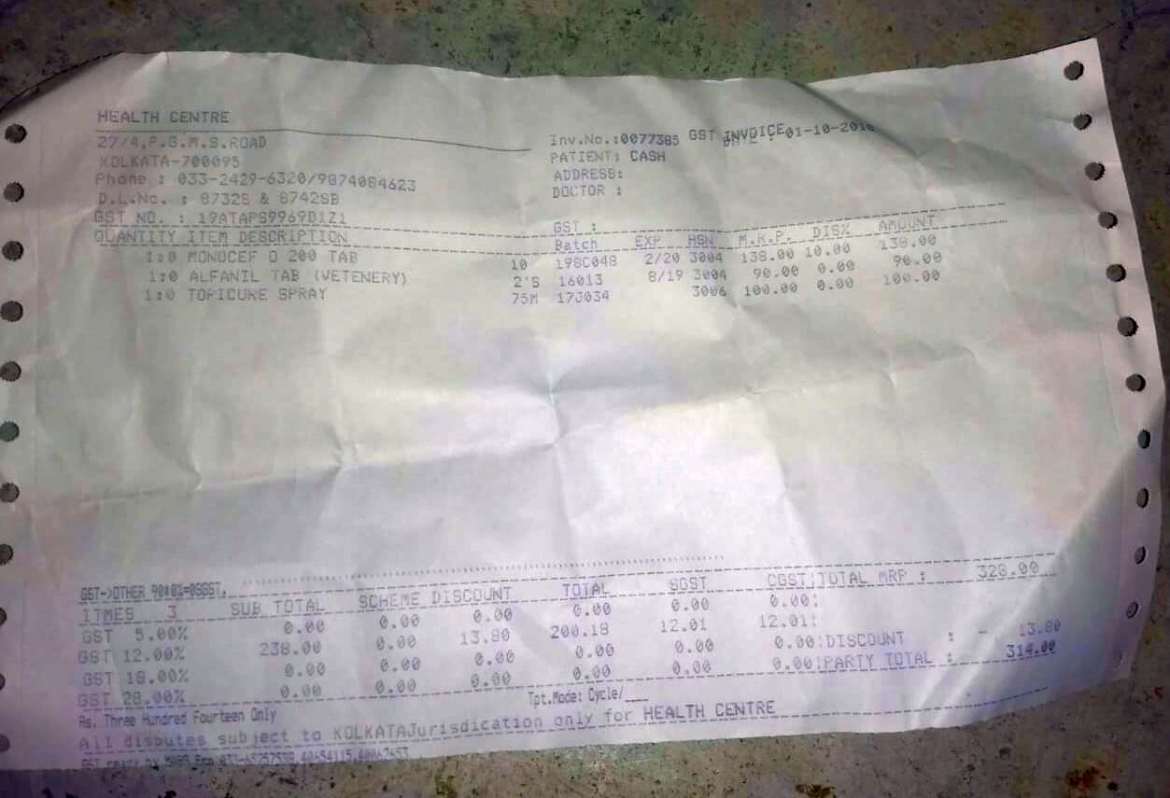 HEALTH CENTRE
27/4,P.G.M.S.ROAD
KOLKATA-700095
Phone : 033-2429-6320/9874084623
D.L.No. : 8732S & 8742SB
GST NO. : 19ATAPS9969D1Z1
Inv.No.:0077385 GST INVOICE 01-10-2018
PATIENT: CASH
ADDRESS:
DOCTOR :
GST :
QUANTITY ITEM DESCRIPTION Batch EXP HSN M.R.P. DIS% AMOUNT
1:0 MONOCEF O 200 TAB 10 198C048 2/20 3004 138.00 10.00 138.00
1:0 ALFANIL TAB (VETENERY) 2'S 16013 8/19 3004 90.00 0.00 90.00
1:0 TOPICURE SPRAY 75M 17J034 3006 100.00 0.00 100.00
GST->OTHER
ITMES 3 SUB TOTAL SCHEME DISCOUNT TOTAL SGST CGST:TOTAL MRP : 328.00
GST 5.00% 0.00 0.00 0.00 0.00 0.00 0.00:
GST 12.00% 238.00 0.00 13.80 200.18 12.01 12.01:
GST 18.00% 0.00 0.00 0.00 0.00 0.00 0.00:DISCOUNT : - 13.80
GST 28.00% 0.00 0.00 0.00 0.00 0.00 0.00:PARTY TOTAL : 314.00
Rs. Three Hundred Fourteen Only Tpt.Mode: Cycle/
All disputes subject to KOLKATAJurisdication only for HEALTH CENTRE